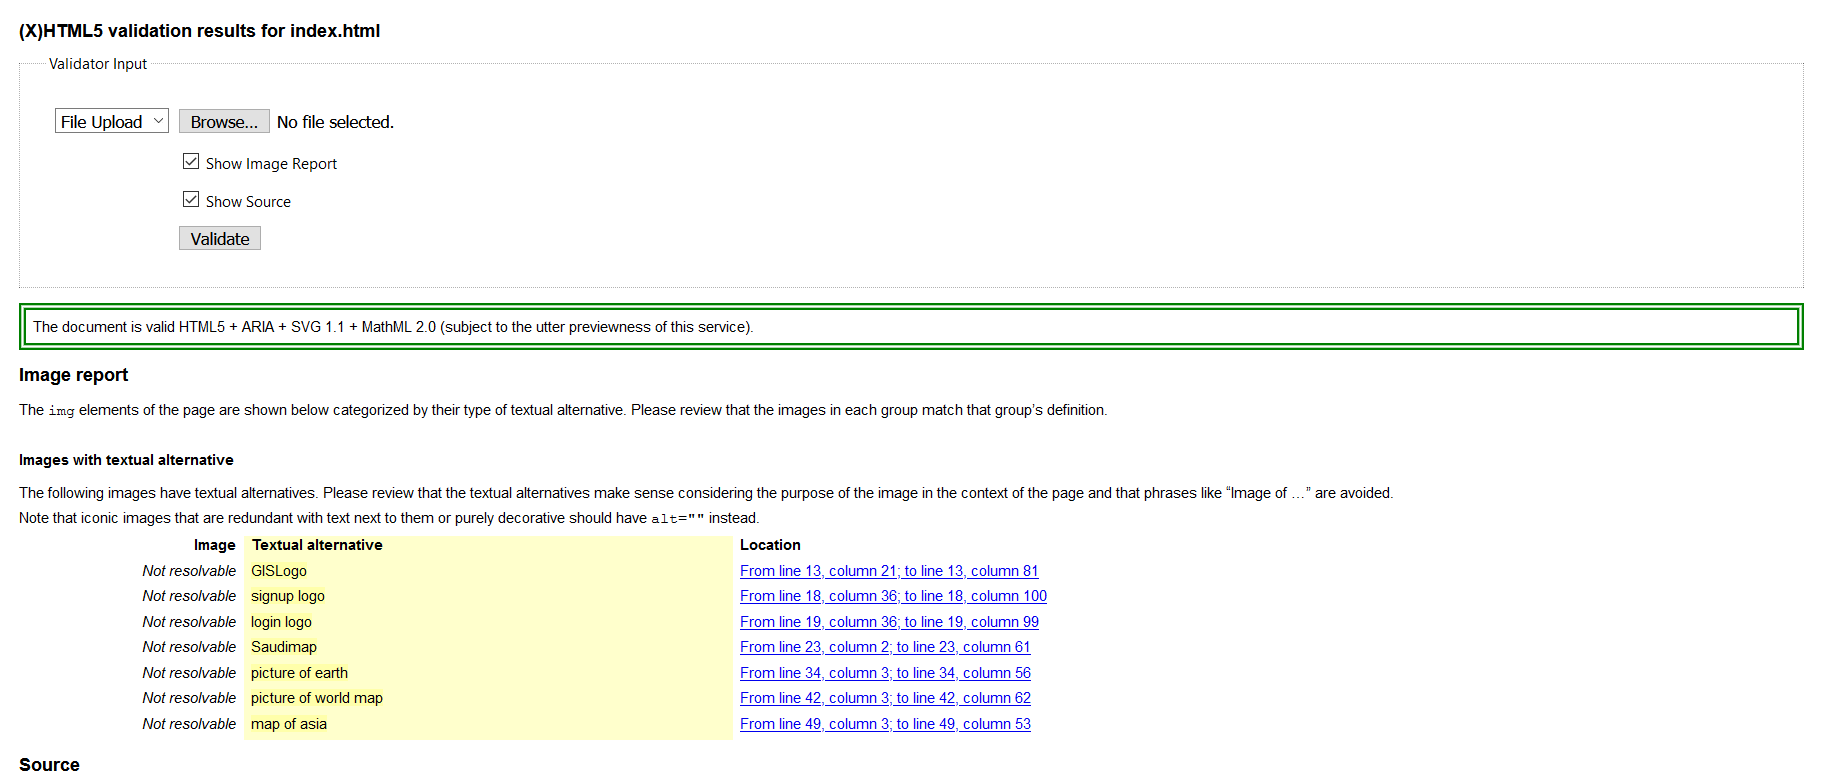 (X)HTML5 validation results for index.html
Validator Input
File Upload Browse... No file selected.
Show Image Report
Show Source
Validate
The document is valid HTML5 + ARIA + SVG 1.1 + MathML 2.0 (subject to the utter previewness of this service).
Image report
The img elements of the page are shown below categorized by their type of textual alternative. Please review that the images in each group match that group’s definition.
Images with textual alternative
The following images have textual alternatives. Please review that the textual alternatives make sense considering the purpose of the image in the context of the page and that phrases like “Image of …” are avoided.
Note that iconic images that are redundant with text next to them or purely decorative should have alt="" instead.
Image Textual alternative Location
Not resolvable GISLogo From line 13, column 21; to line 13, column 81
Not resolvable signup logo From line 18, column 36; to line 18, column 100
Not resolvable login logo From line 19, column 36; to line 19, column 99
Not resolvable Saudimap From line 23, column 2; to line 23, column 61
Not resolvable picture of earth From line 34, column 3; to line 34, column 56
Not resolvable picture of world map From line 42, column 3; to line 42, column 62
Not resolvable map of asia From line 49, column 3; to line 49, column 53
Source